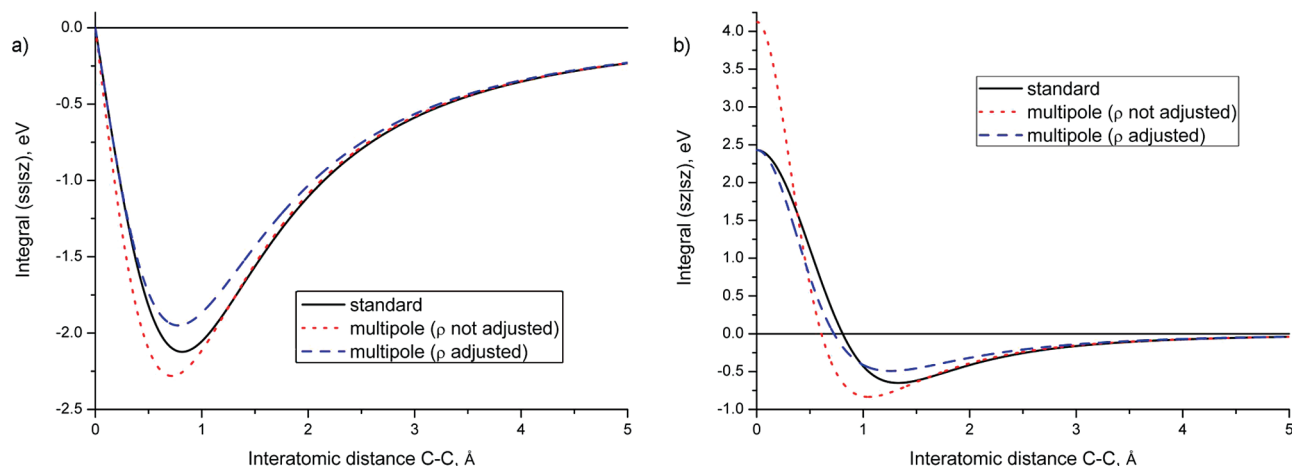 a)
0.0
-0.5
-1.0
-1.5
-2.0
-2.5
Integral (ss|sz), eV
standard
multipole (ρ not adjusted)
multipole (ρ adjusted)
0 1 2 3 4 5
Interatomic distance C-C, Å
b)
4.0
3.5
3.0
2.5
2.0
1.5
1.0
0.5
0.0
-0.5
-1.0
Integral (sz|sz), eV
standard
multipole (ρ not adjusted)
multipole (ρ adjusted)
0 1 2 3 4 5
Interatomic distance C-C, Å